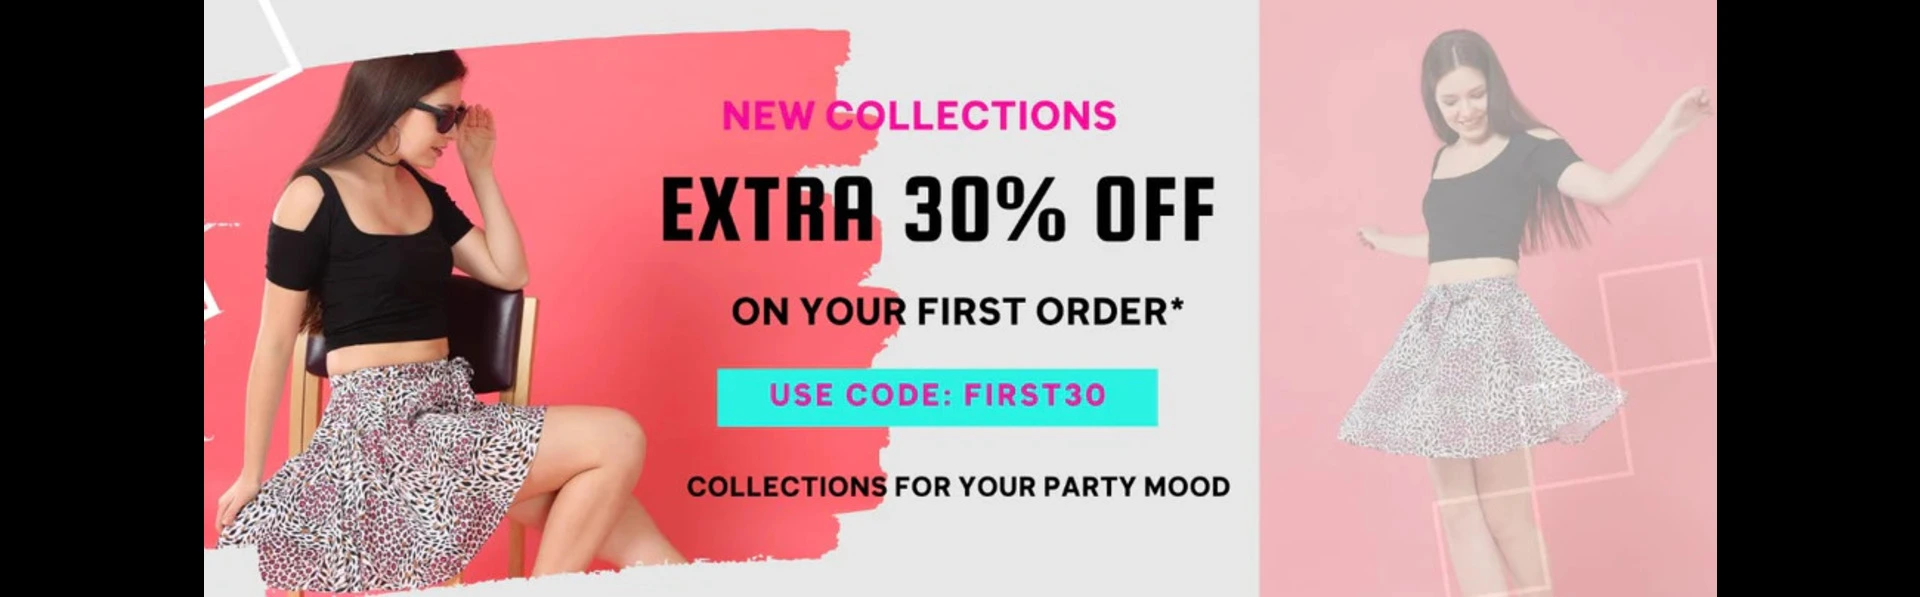 NEW COLLECTIONS
EXTRA 30% OFF
ON YOUR FIRST ORDER*
USE CODE: FIRST30
COLLECTIONS FOR YOUR PARTY MOOD